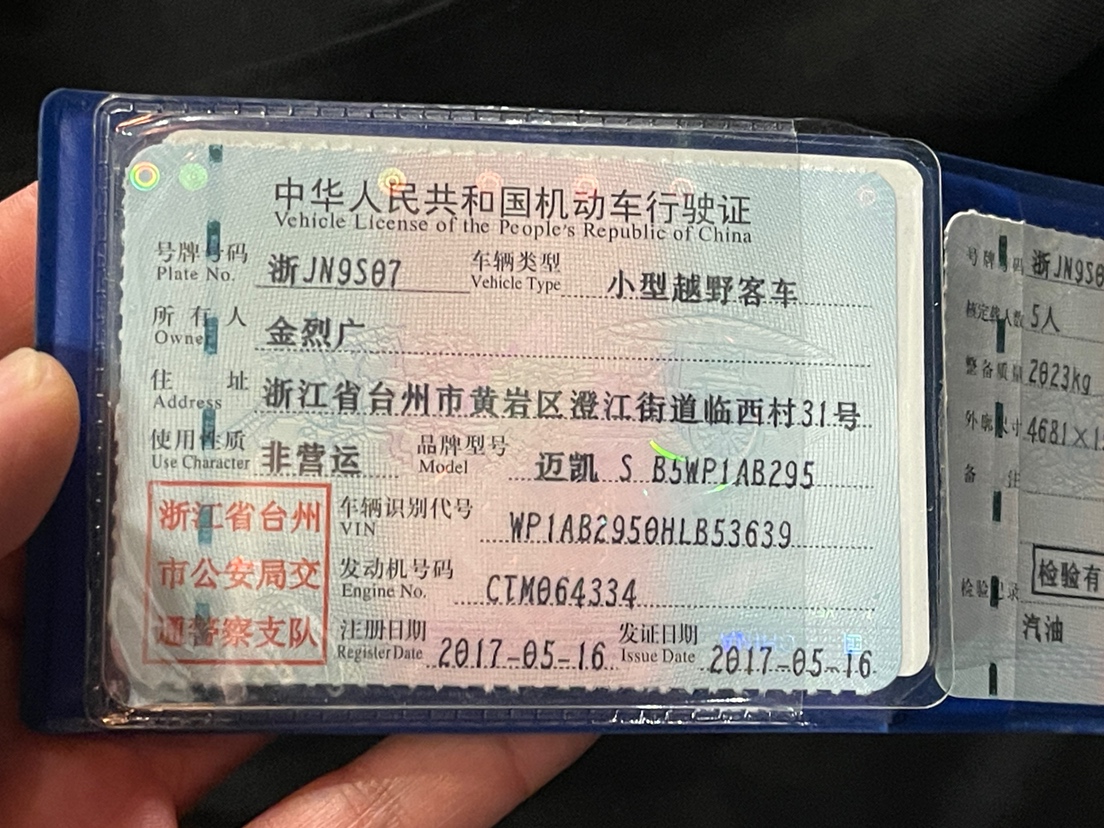 中华人民共和国机动车行驶证
Vehicle License of the People's Republic of China
号牌号码 浙JN9S07 车辆类型 小型越野客车
Plate No. Vehicle Type
所有人 金烈广
Owner
住址 浙江省台州市黄岩区澄江街道临西村31号
Address
使用性质 非营运 品牌型号 迈凯 S B5WP1AB295
Use Character Model
浙江省台州
市公安局交
通警察支队
车辆识别代号 WP1AB2950HLB53639
VIN
发动机号码 CTM064334
Engine No.
注册日期 2017-05-16 发证日期 2017-05-16
Register Date Issue Date
号牌号码 浙JN9S0
核定载人数 5人
整备质量 2023kg
外廓尺寸 4681×1
备注
检验记录 检验有
汽油